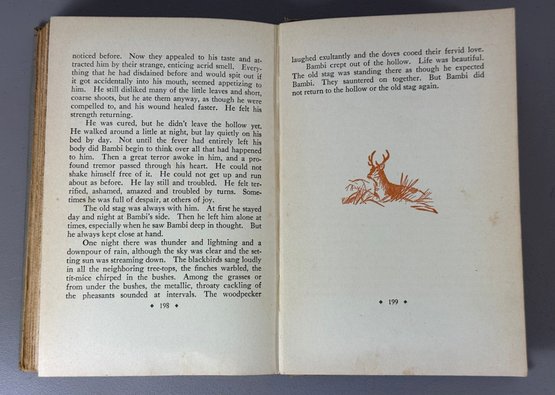 noticed before. Now they appealed to his taste and at-
tracted him by their strange, enticing acrid smell. Every-
thing that he had disdained before and would spit out if
it got accidentally into his mouth, seemed appetizing to
him. He still disliked many of the little leaves and short,
coarse shoots, but he ate them anyway, as though he were
compelled to, and his wound healed faster. He felt his
strength returning.
He was cured, but he didn't leave the hollow yet.
He walked around a little at night, but lay quietly on his
bed by day. Not until the fever had entirely left his
body did Bambi begin to think over all that had happened
to him. Then a great terror awoke in him, and a pro-
found tremor passed through his heart. He could not
shake himself free of it. He could not get up and run
about as before. He lay still and troubled. He felt ter-
rified, ashamed, amazed and troubled by turns. Some-
times he was full of despair, at others of joy.
The old stag was always with him. At first he stayed
day and night at Bambi's side. Then he left him alone at
times, especially when he saw Bambi deep in thought. But
he always kept close at hand.
One night there was thunder and lightning and a
downpour of rain, although the sky was clear and the set-
ting sun was streaming down. The blackbirds sang loudly
in all the neighboring tree-tops, the finches warbled, the
tit-mice chirped in the bushes. Among the grasses or
from under the bushes, the metallic, throaty cackling of
the pheasants sounded at intervals. The woodpecker
198
laughed exultantly and the doves cooed their fervid love.
Bambi crept out of the hollow. Life was beautiful.
The old stag was standing there as though he expected
Bambi. They sauntered on together. But Bambi did
not return to the hollow or the old stag again.
199